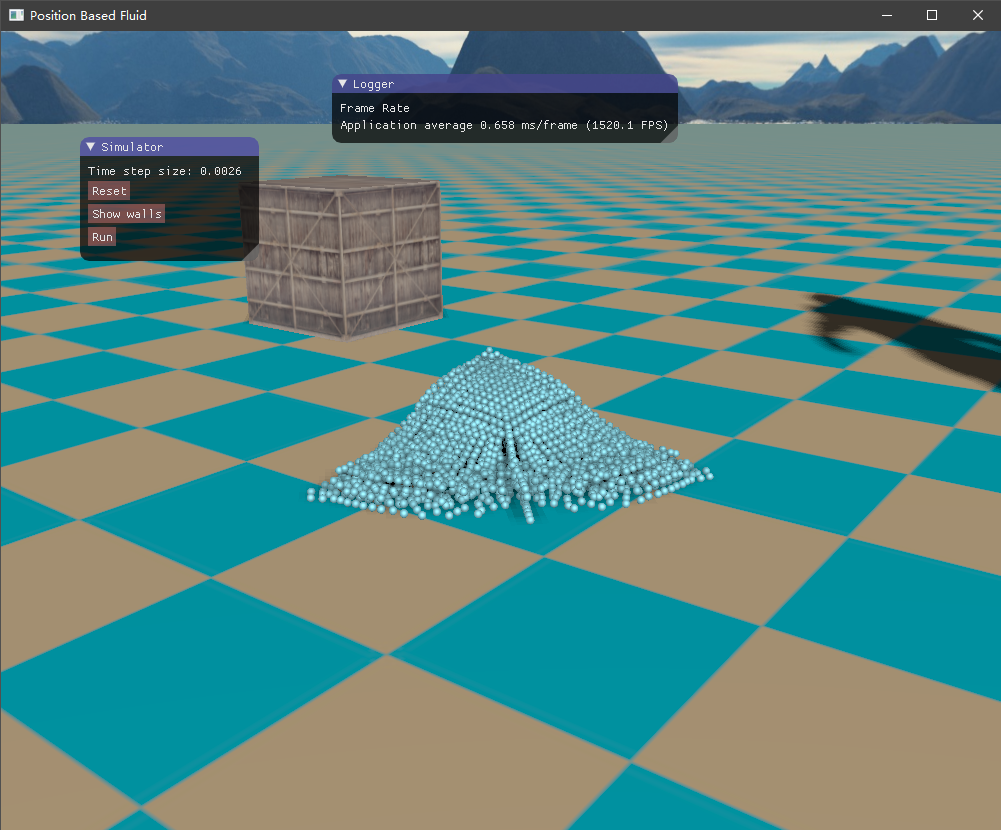 Position Based Fluid
Logger
Frame Rate
Application average 0.658 ms/frame (1520.1 FPS)
Simulator
Time step size: 0.0026
Reset
Show walls
Run